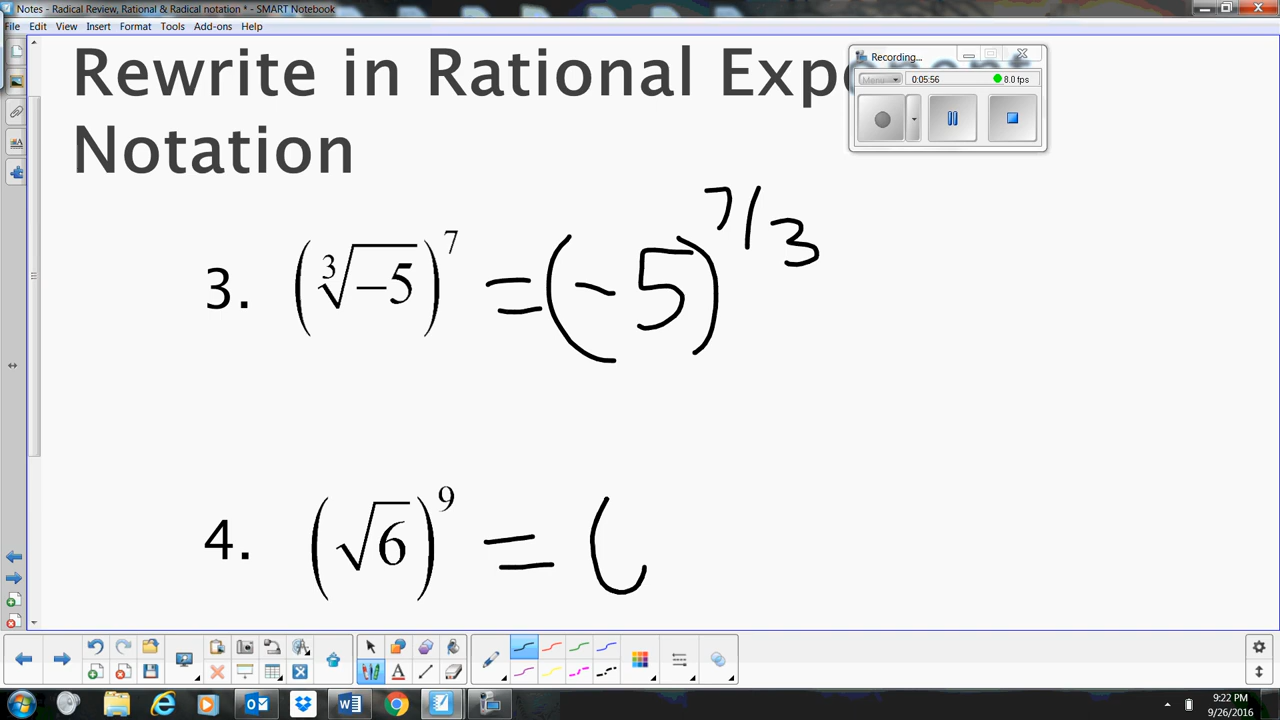 Notes - Radical Review, Rational & Radical notation * - SMART Notebook
File Edit View Insert Format Tools Add-ons Help
Rewrite in Rational Exponent
Notation
Recording...
Menu 0:05:56 8.0 fps
3. (∛−5)^7 = (−5)^7/3
4. (√6)^9 = (
9:22 PM
9/26/2016